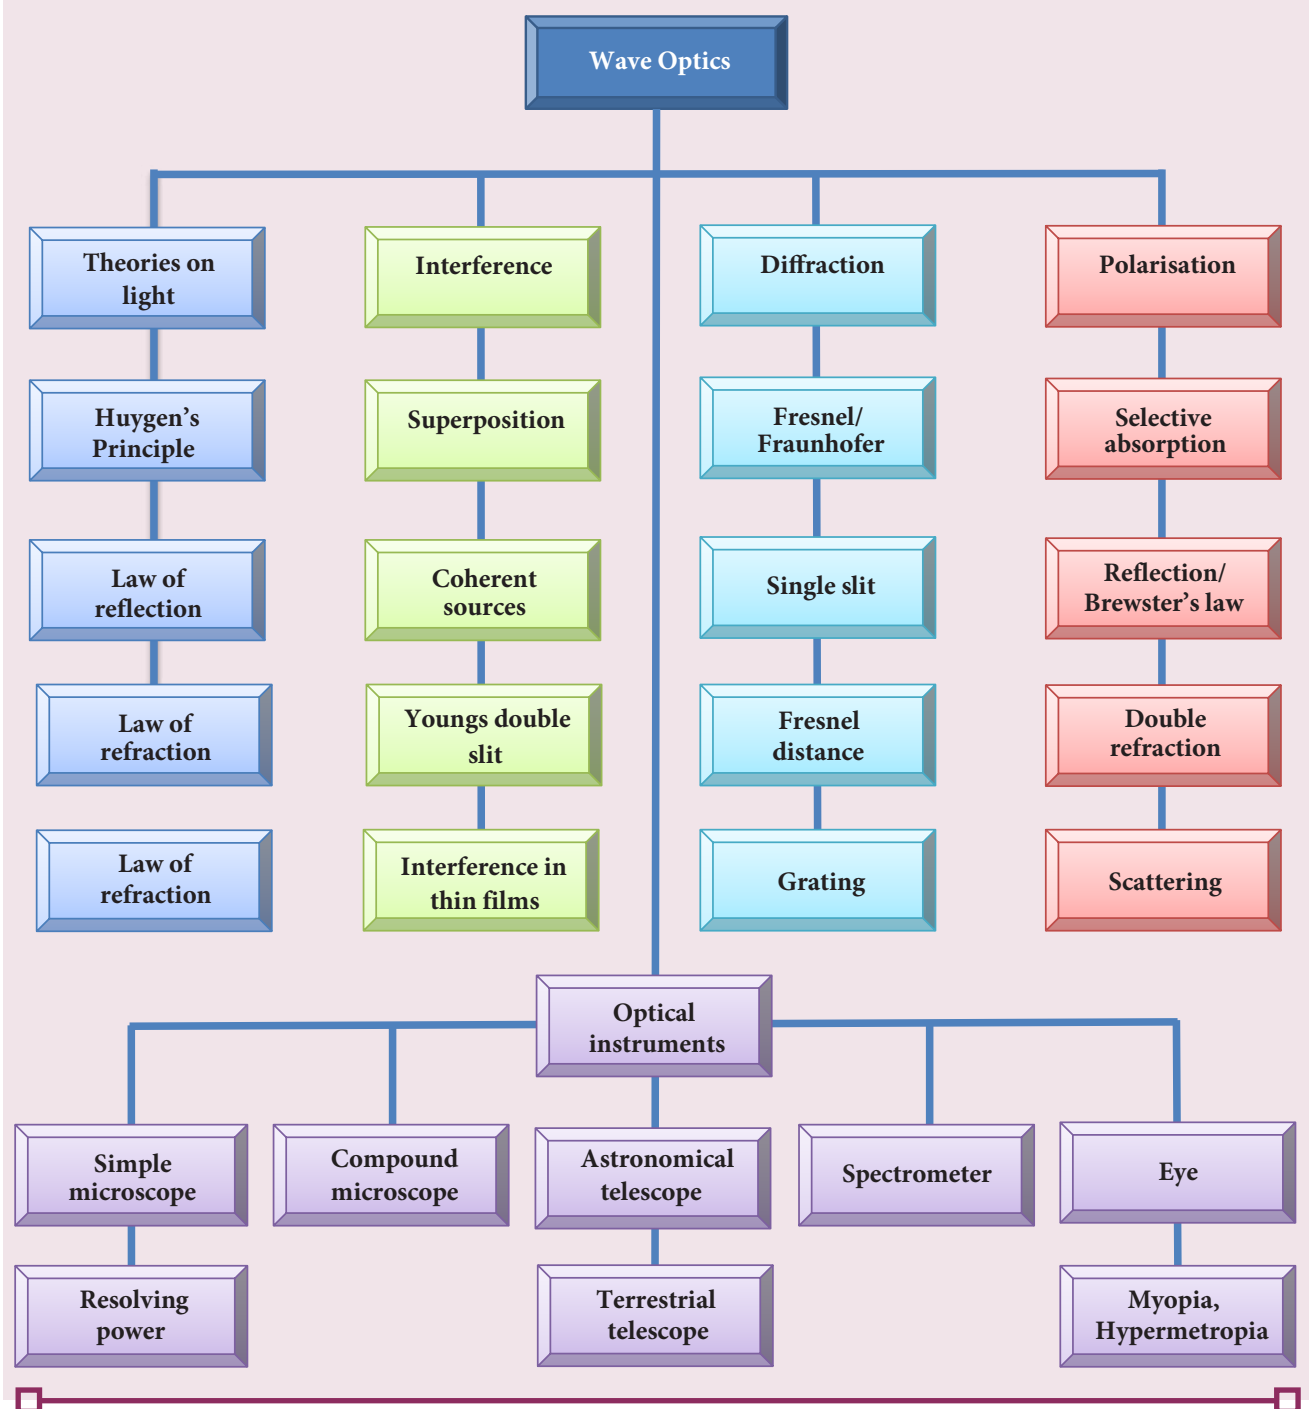 Wave Optics
Theories on
light
Interference
Diffraction
Polarisation
Huygen’s
Principle
Superposition
Fresnel/
Fraunhofer
Selective
absorption
Law of
reflection
Coherent
sources
Single slit
Reflection/
Brewster’s law
Law of
refraction
Youngs double
slit
Fresnel
distance
Double
refraction
Law of
refraction
Interference in
thin films
Grating
Scattering
Optical
instruments
Simple
microscope
Compound
microscope
Astronomical
telescope
Spectrometer
Eye
Resolving
power
Terrestrial
telescope
Myopia,
Hypermetropia